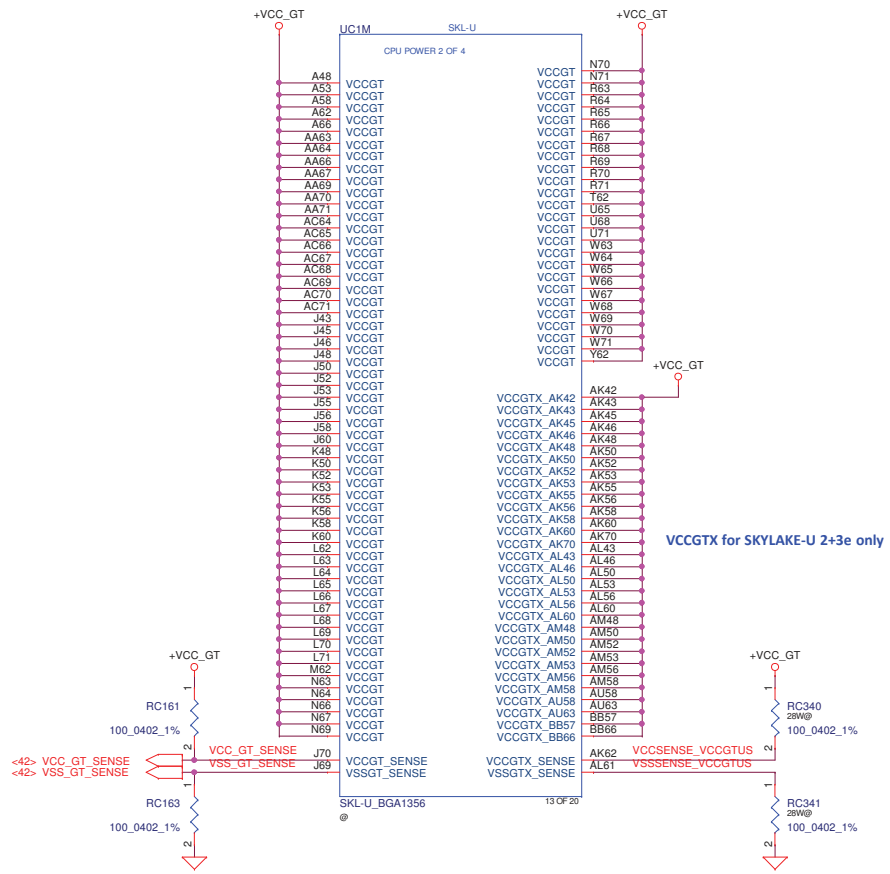 +VCC_GT
+VCC_GT
UC1M
SKL-U
CPU POWER 2 OF 4
A48 VCCGT
A53 VCCGT
A58 VCCGT
A62 VCCGT
A66 VCCGT
AA63 VCCGT
AA64 VCCGT
AA66 VCCGT
AA67 VCCGT
AA69 VCCGT
AA70 VCCGT
AA71 VCCGT
AC64 VCCGT
AC65 VCCGT
AC66 VCCGT
AC67 VCCGT
AC68 VCCGT
AC69 VCCGT
AC70 VCCGT
AC71 VCCGT
J43 VCCGT
J45 VCCGT
J46 VCCGT
J48 VCCGT
J50 VCCGT
J52 VCCGT
J53 VCCGT
J55 VCCGT
J56 VCCGT
J58 VCCGT
J60 VCCGT
K48 VCCGT
K50 VCCGT
K52 VCCGT
K53 VCCGT
K55 VCCGT
K56 VCCGT
K58 VCCGT
K60 VCCGT
L62 VCCGT
L63 VCCGT
L64 VCCGT
L65 VCCGT
L66 VCCGT
L67 VCCGT
L68 VCCGT
L69 VCCGT
L70 VCCGT
L71 VCCGT
M62 VCCGT
N63 VCCGT
N64 VCCGT
N66 VCCGT
N67 VCCGT
N69 VCCGT
VCCGT N70
VCCGT N71
VCCGT R63
VCCGT R64
VCCGT R65
VCCGT R66
VCCGT R67
VCCGT R68
VCCGT R69
VCCGT R70
VCCGT R71
VCCGT T62
VCCGT U65
VCCGT U68
VCCGT U71
VCCGT W63
VCCGT W64
VCCGT W65
VCCGT W66
VCCGT W67
VCCGT W68
VCCGT W69
VCCGT W70
VCCGT W71
VCCGT Y62
+VCC_GT
VCCGTX_AK42 AK42
VCCGTX_AK43 AK43
VCCGTX_AK45 AK45
VCCGTX_AK46 AK46
VCCGTX_AK48 AK48
VCCGTX_AK50 AK50
VCCGTX_AK52 AK52
VCCGTX_AK53 AK53
VCCGTX_AK55 AK55
VCCGTX_AK56 AK56
VCCGTX_AK58 AK58
VCCGTX_AK60 AK60
VCCGTX_AK70 AK70
VCCGTX_AL43 AL43
VCCGTX_AL46 AL46
VCCGTX_AL50 AL50
VCCGTX_AL53 AL53
VCCGTX_AL56 AL56
VCCGTX_AL60 AL60
VCCGTX_AM48 AM48
VCCGTX_AM50 AM50
VCCGTX_AM52 AM52
VCCGTX_AM53 AM53
VCCGTX_AM56 AM56
VCCGTX_AM58 AM58
VCCGTX_AU58 AU58
VCCGTX_AU63 AU63
VCCGTX_BB57 BB57
VCCGTX_BB66 BB66
VCCGTX for SKYLAKE-U 2+3e only
+VCC_GT
1
RC161
100_0402_1%
2
<42> VCC_GT_SENSE
<42> VSS_GT_SENSE
VCC_GT_SENSE J70 VCCGT_SENSE
VSS_GT_SENSE J69 VSSGT_SENSE
1
RC163
100_0402_1%
2
+VCC_GT
1
RC340
28W@
100_0402_1%
2
VCCGTX_SENSE AK62 VCCSENSE_VCCGTUS
VSSGTX_SENSE AL61 VSSSENSE_VCCGTUS
1
RC341
28W@
100_0402_1%
2
SKL-U_BGA1356
13 OF 20
@